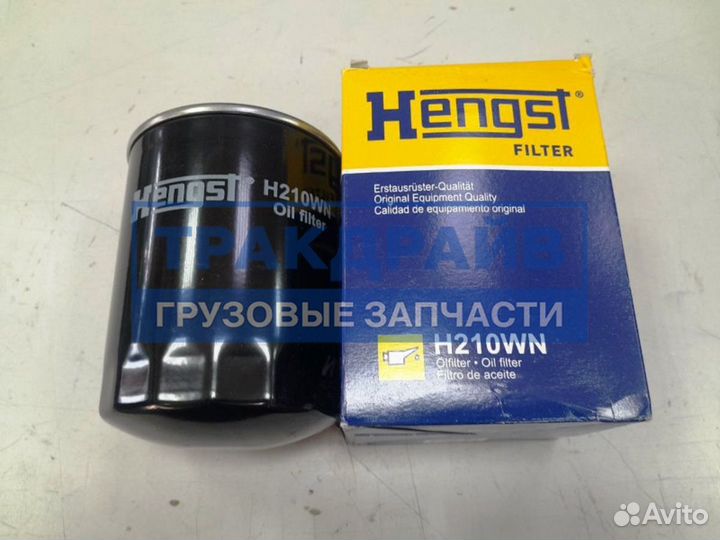 Hengst
FILTER
Erstausrüster-Qualität
Original Equipment Quality
Calidad de equipamiento original
Hengst H210WN
Oil filter
ТРАКДРАЙВ
ГРУЗОВЫЕ ЗАПЧАСТИ
H210WN
Ölfilter • Oil filter
Filtro de aceite
Avito